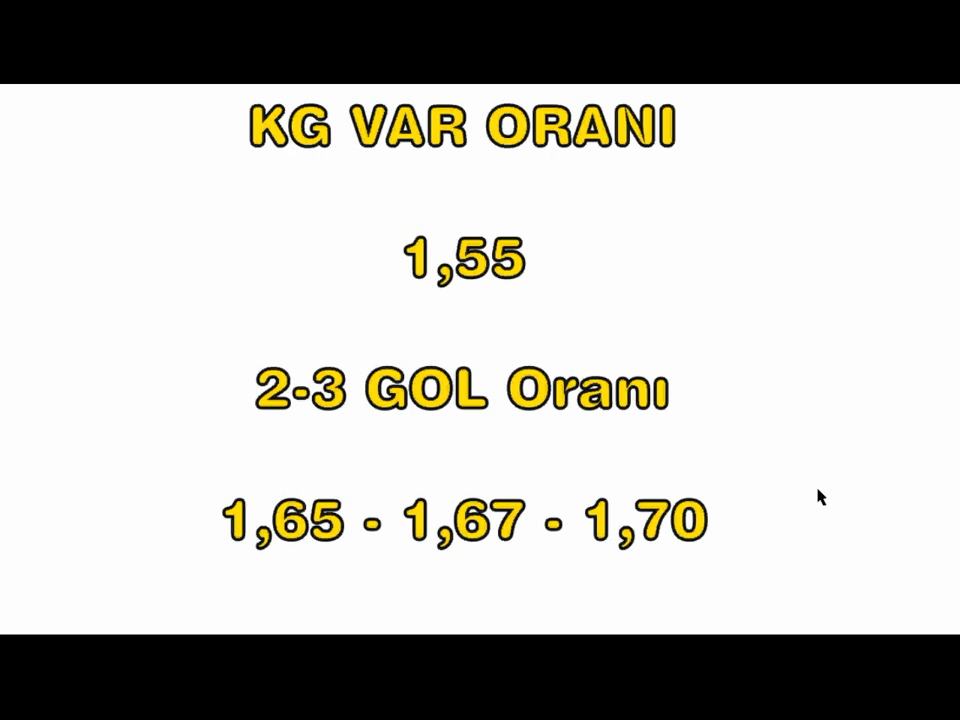 KG VAR ORANI
1,55
2-3 GOL Oranı
1,65 - 1,67 - 1,70